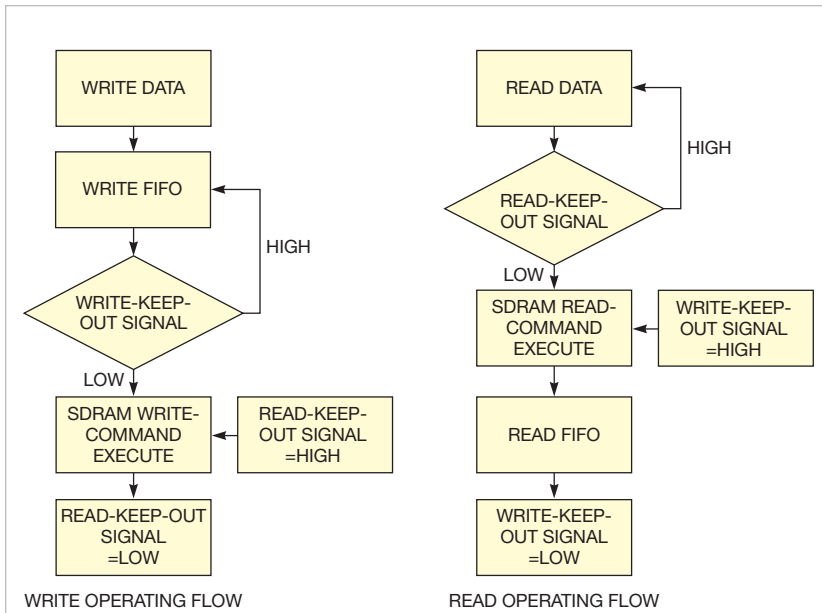 WRITE DATA
WRITE FIFO
HIGH
WRITE-KEEP-
OUT SIGNAL
LOW
SDRAM WRITE-
COMMAND
EXECUTE
READ-KEEP-
OUT SIGNAL
=HIGH
READ-KEEP-OUT
SIGNAL
=LOW
WRITE OPERATING FLOW
READ DATA
HIGH
READ-KEEP-
OUT SIGNAL
LOW
SDRAM READ-
COMMAND
EXECUTE
WRITE-KEEP-
OUT SIGNAL
=HIGH
READ FIFO
WRITE-KEEP-
OUT SIGNAL
=LOW
READ OPERATING FLOW